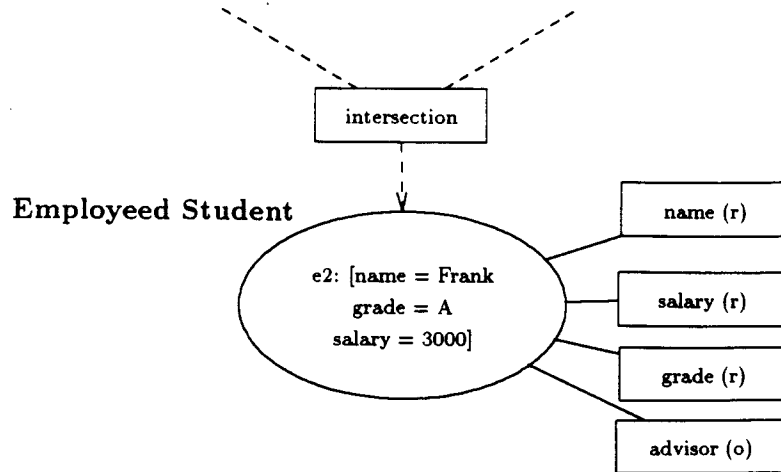 intersection
Employeed Student
name (r)
e2: [name = Frank
grade = A
salary = 3000]
salary (r)
grade (r)
advisor (o)